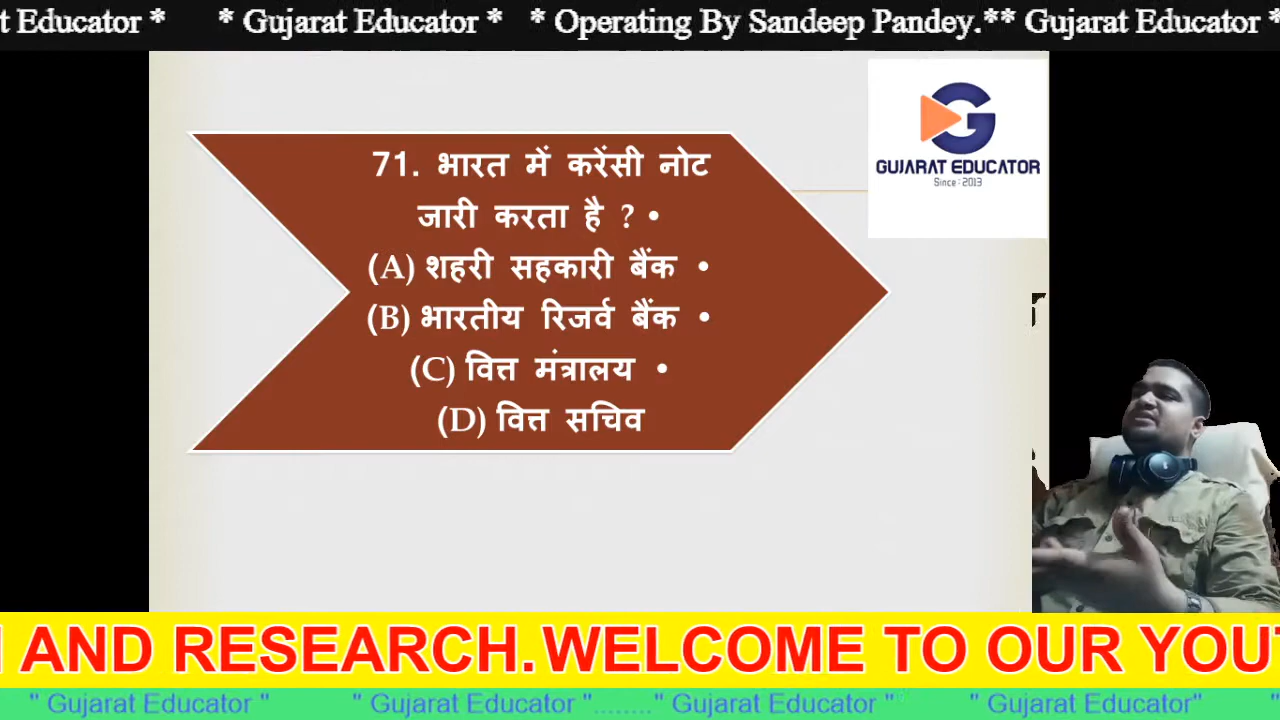 t Educator * * Gujarat Educator * * Operating By Sandeep Pandey.** Gujarat Educator *
GUJARAT EDUCATOR
Since : 2013
71. भारत में करेंसी नोट
जारी करता है ? •
(A) शहरी सहकारी बैंक •
(B) भारतीय रिजर्व बैंक •
(C) वित्त मंत्रालय •
(D) वित्त सचिव
AND RESEARCH.WELCOME TO OUR YOU
" Gujarat Educator " " Gujarat Educator "........" Gujarat Educator " " Gujarat Educator" "